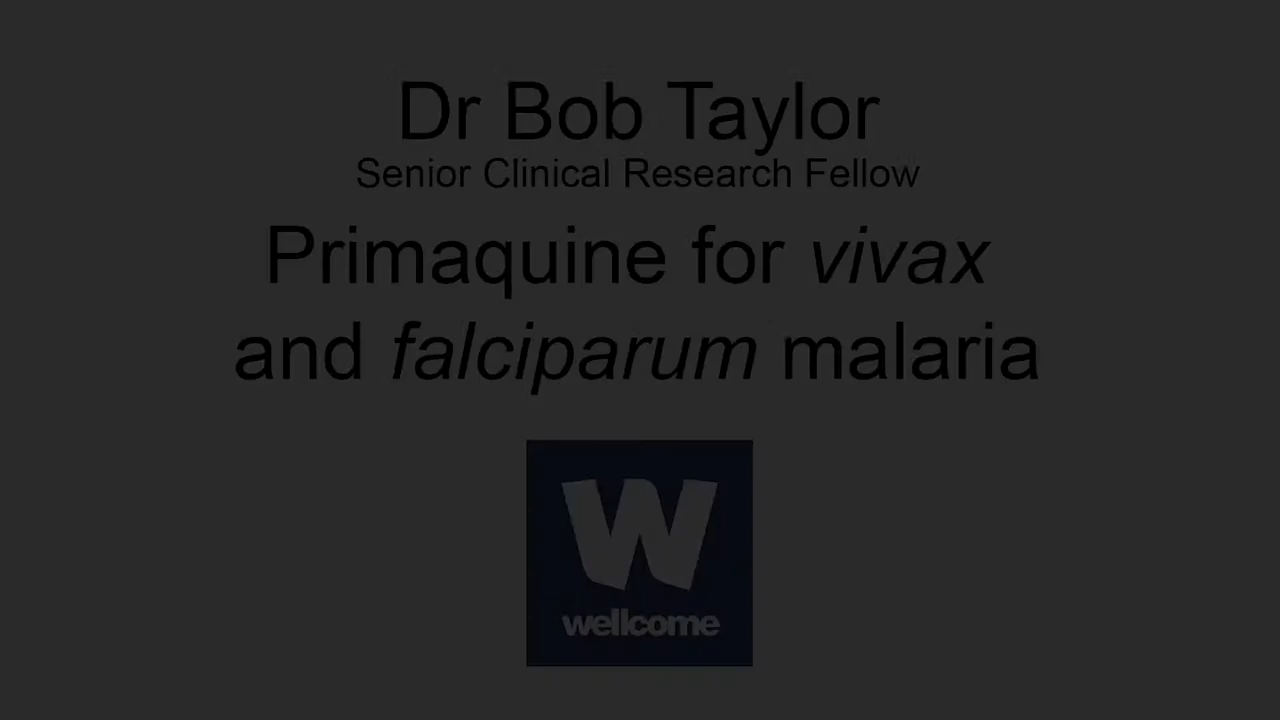 Dr Bob Taylor
Senior Clinical Research Fellow
Primaquine for vivax
and falciparum malaria
W
wellcome